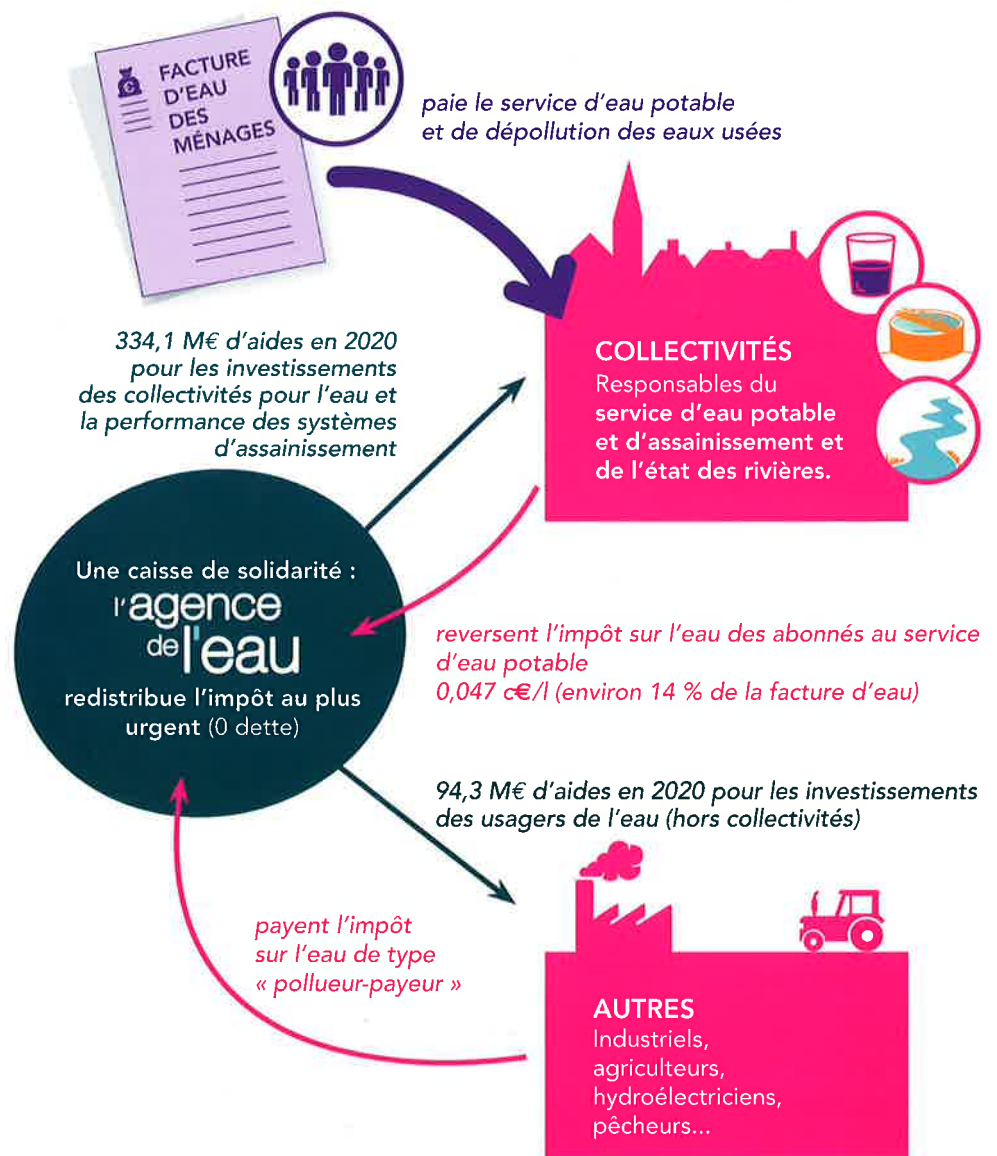 FACTURE
D'EAU
DES
MÉNAGES
paie le service d'eau potable
et de dépollution des eaux usées
334,1 M€ d'aides en 2020
pour les investissements
des collectivités pour l'eau et
la performance des systèmes
d'assainissement
COLLECTIVITÉS
Responsables du
service d'eau potable
et d'assainissement et
de l'état des rivières.
Une caisse de solidarité :
l'agence
de l'eau
redistribue l'impôt au plus
urgent (0 dette)
reversent l'impôt sur l'eau des abonnés au service
d'eau potable
0,047 c€/l (environ 14 % de la facture d'eau)
94,3 M€ d'aides en 2020 pour les investissements
des usagers de l'eau (hors collectivités)
payent l'impôt
sur l'eau de type
« pollueur-payeur »
AUTRES
Industriels,
agriculteurs,
hydroélectriciens,
pêcheurs...